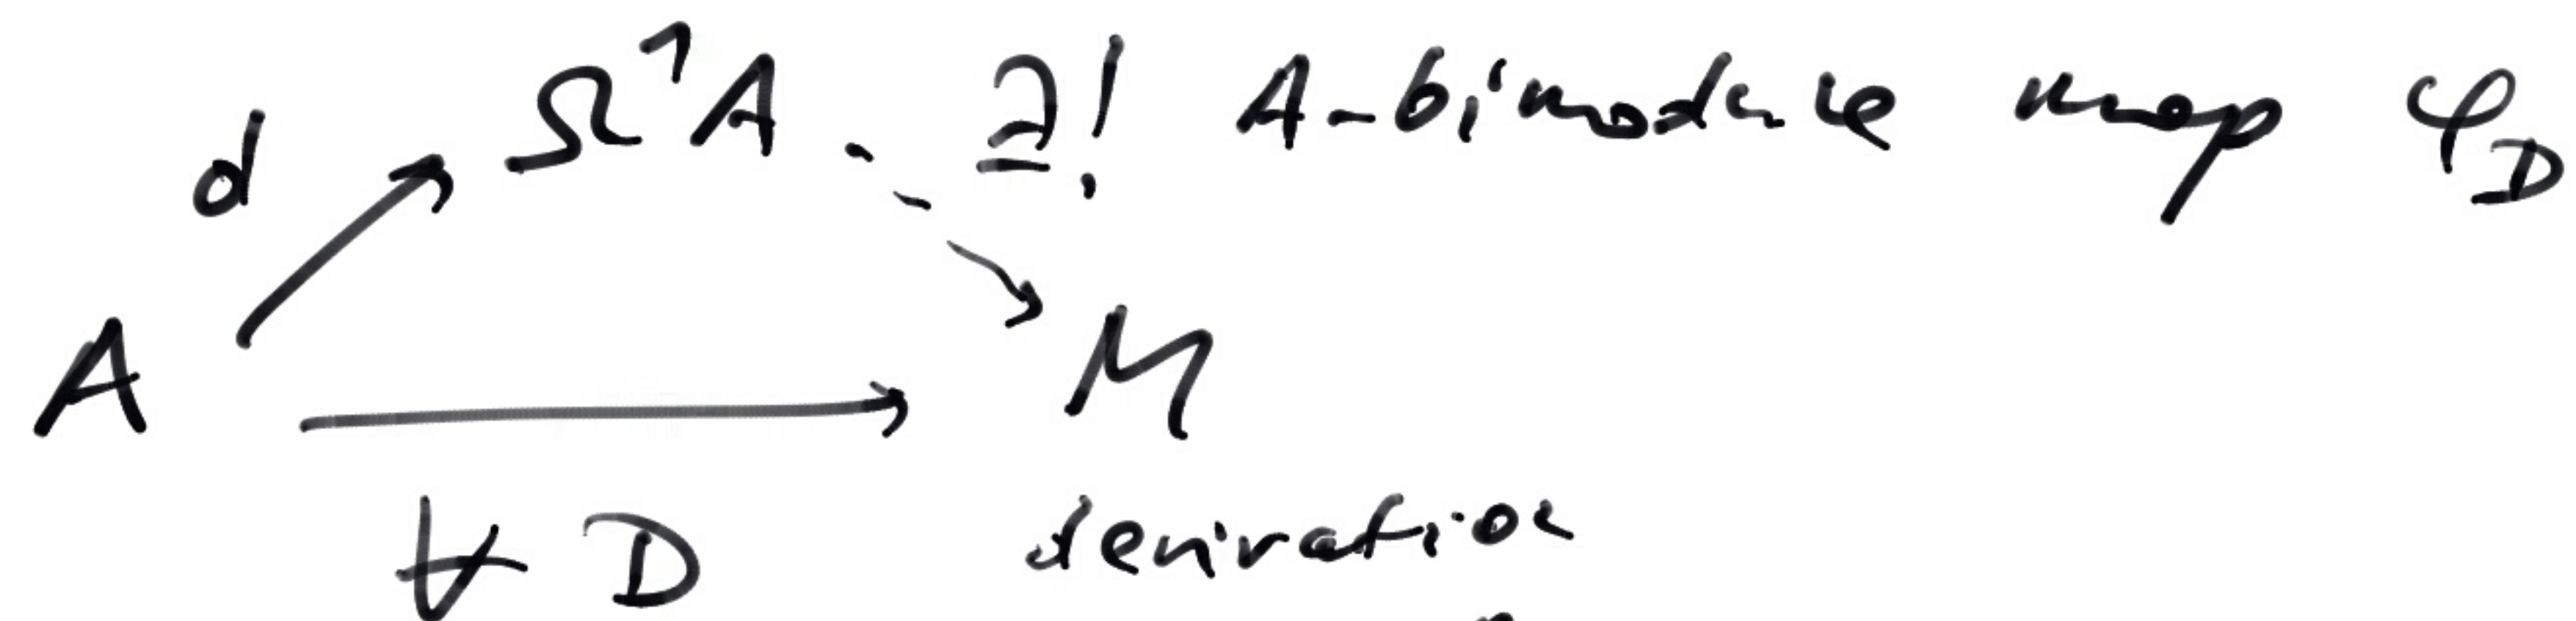 d Ω¹A ∃! A-bimodule map φ_D
A M
∀ D derivation